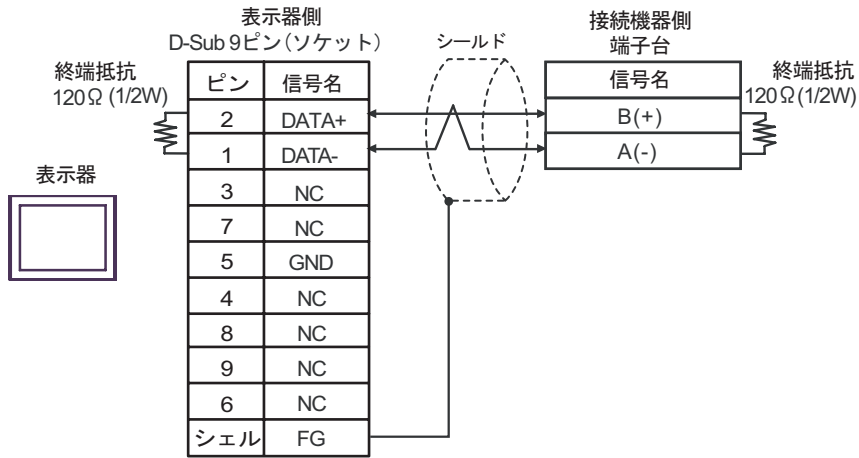 表示器側
D-Sub 9ピン(ソケット)
シールド
接続機器側
端子台
終端抵抗
120Ω (1/2W)
ピン 信号名
信号名
終端抵抗
120Ω(1/2W)
2 DATA+
B(+)
1 DATA-
A(-)
表示器
3 NC
7 NC
5 GND
4 NC
8 NC
9 NC
6 NC
シェル FG